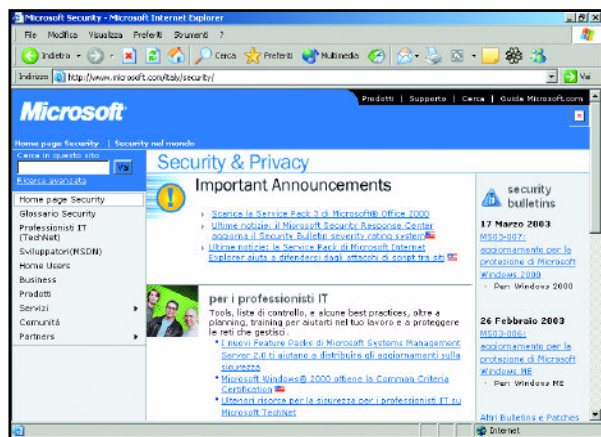 Microsoft Security - Microsoft Internet Explorer
File Modifica Visualizza Preferiti Strumenti ?
Indietro Cerca Preferiti Multimedia
Indirizzo http://www.microsoft.com/italy/security/ Vai
Prodotti | Supporto | Cerca | Guida Microsoft.com
Microsoft
Home page Security | Security nel mondo
Cerca in questo sito
Vai
Ricerca avanzata
Home page Security
Glossario Security
Professionisti IT
(TechNet)
Sviluppatori(MSDN)
Home Users
Business
Prodotti
Servizi
Comunità
Partners
Security & Privacy
Important Announcements
Scarica la Service Pack 3 di Microsoft® Office 2000
Ultime notizie: il Microsoft Security Response Center
aggiorna il Security Bulletin severity rating system
Ultime notizie: le Service Pack di Microsoft Internet
Explorer aiuta a difendersi dagli attacchi di script tra siti
per i professionisti IT
Tools, liste di controllo, e alcune best practices, oltre a
planning, training per aiutarti nel tuo lavoro e a proteggere
le reti che gestisci.
I nuovi Feature Packs di Microsoft Systems Management
Server 2.0 ti aiutano a distribuire gli aggiornamenti sulla
sicurezza
Microsoft Windows® 2000 ottiene la Common Criteria
Certification
Ulteriori risorse per la sicurezza per i professionisti IT su
Microsoft TechNet
security
bulletins
17 Marzo 2003
MS03-007:
aggiornamento per la
protezione di Microsoft
Windows 2000
Per: Windows 2000
26 Febbraio 2003
MS03-006:
aggiornamento per la
protezione di Microsoft
Windows ME
Per: Windows ME
Altri Bulletins e Patches
Internet